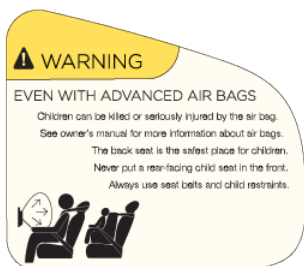 WARNING
EVEN WITH ADVANCED AIR BAGS
Children can be killed or seriously injured by the air bag.
See owner's manual for more information about air bags.
The back seat is the safest place for children.
Never put a rear-facing child seat in the front.
Always use seat belts and child restraints.